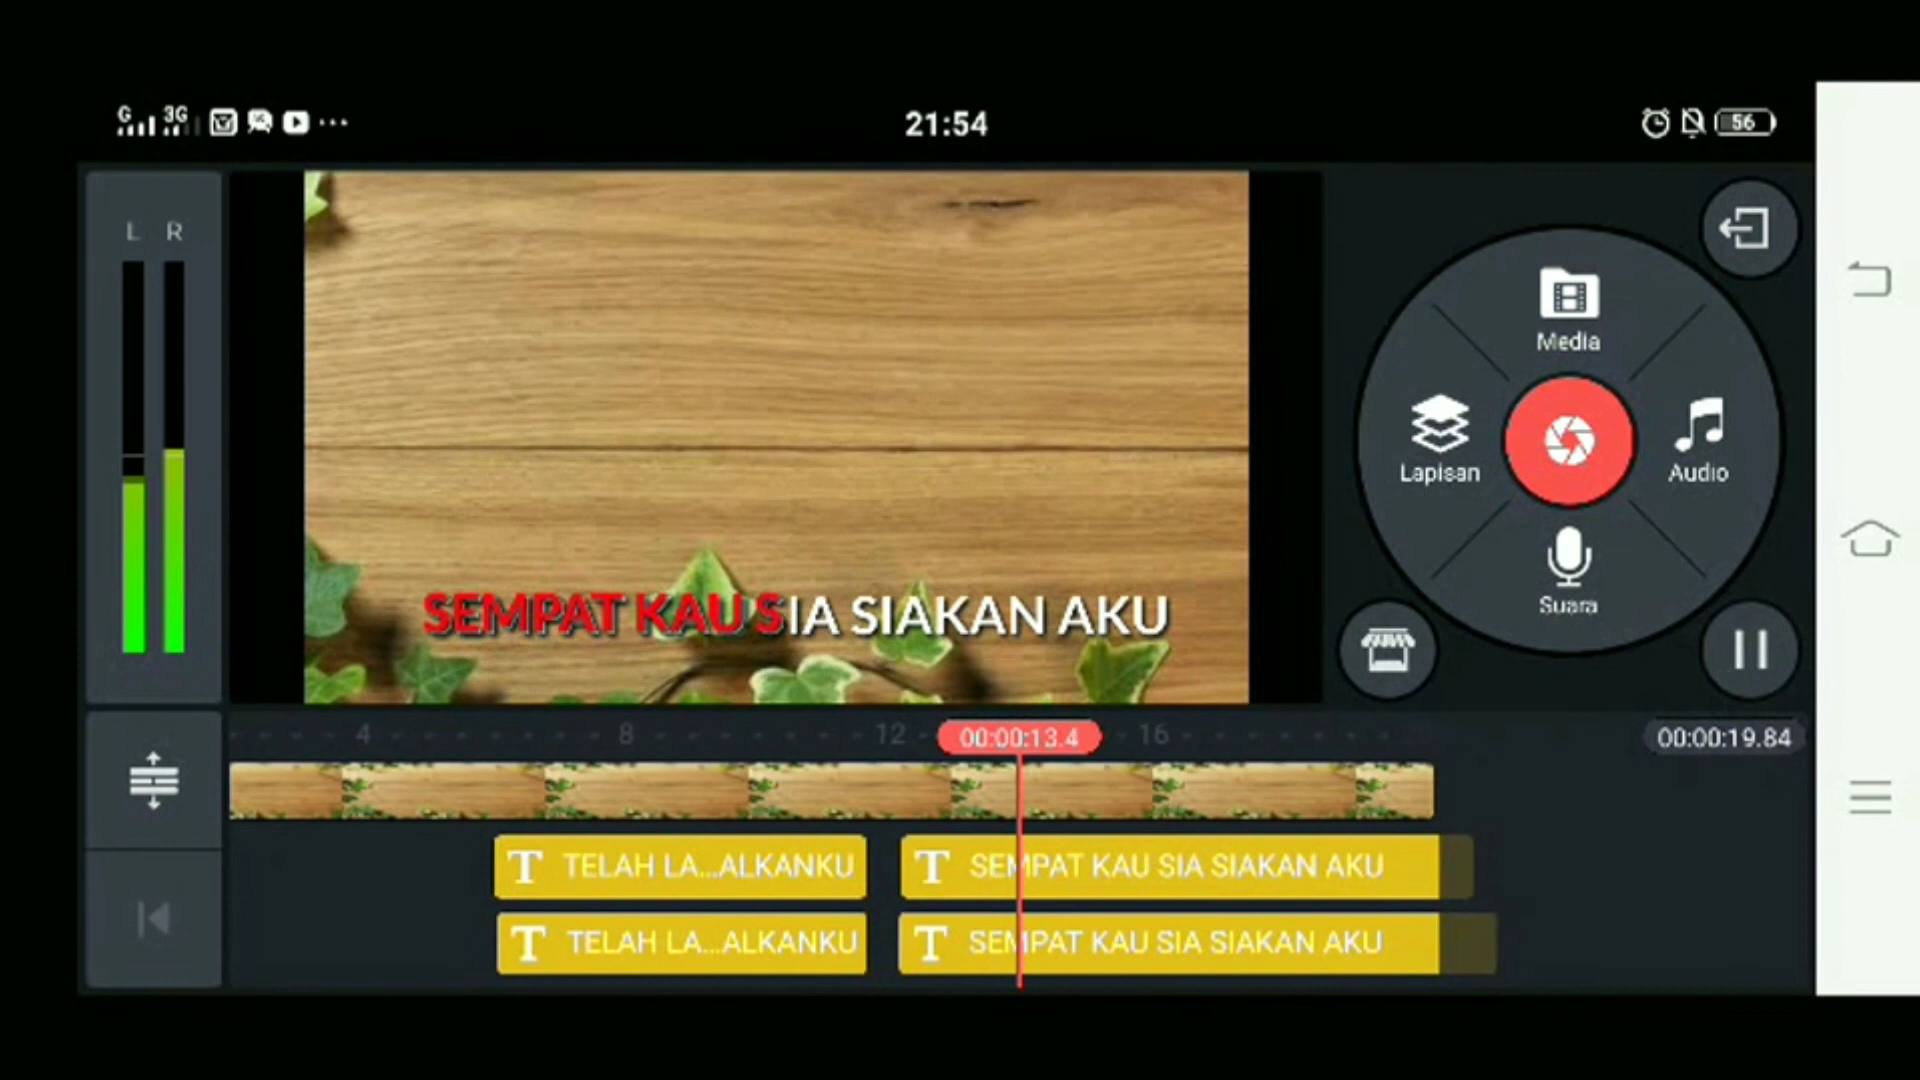 G 3G 21:54 56
L R
Media
Lapisan
Audio
Suara
SEMPAT KAU SIA SIAKAN AKU
4 8 12 00:00:13.4 16 00:00:19.84
T TELAH LA...ALKANKU T SEMPAT KAU SIA SIAKAN AKU
T TELAH LA...ALKANKU T SEMPAT KAU SIA SIAKAN AKU